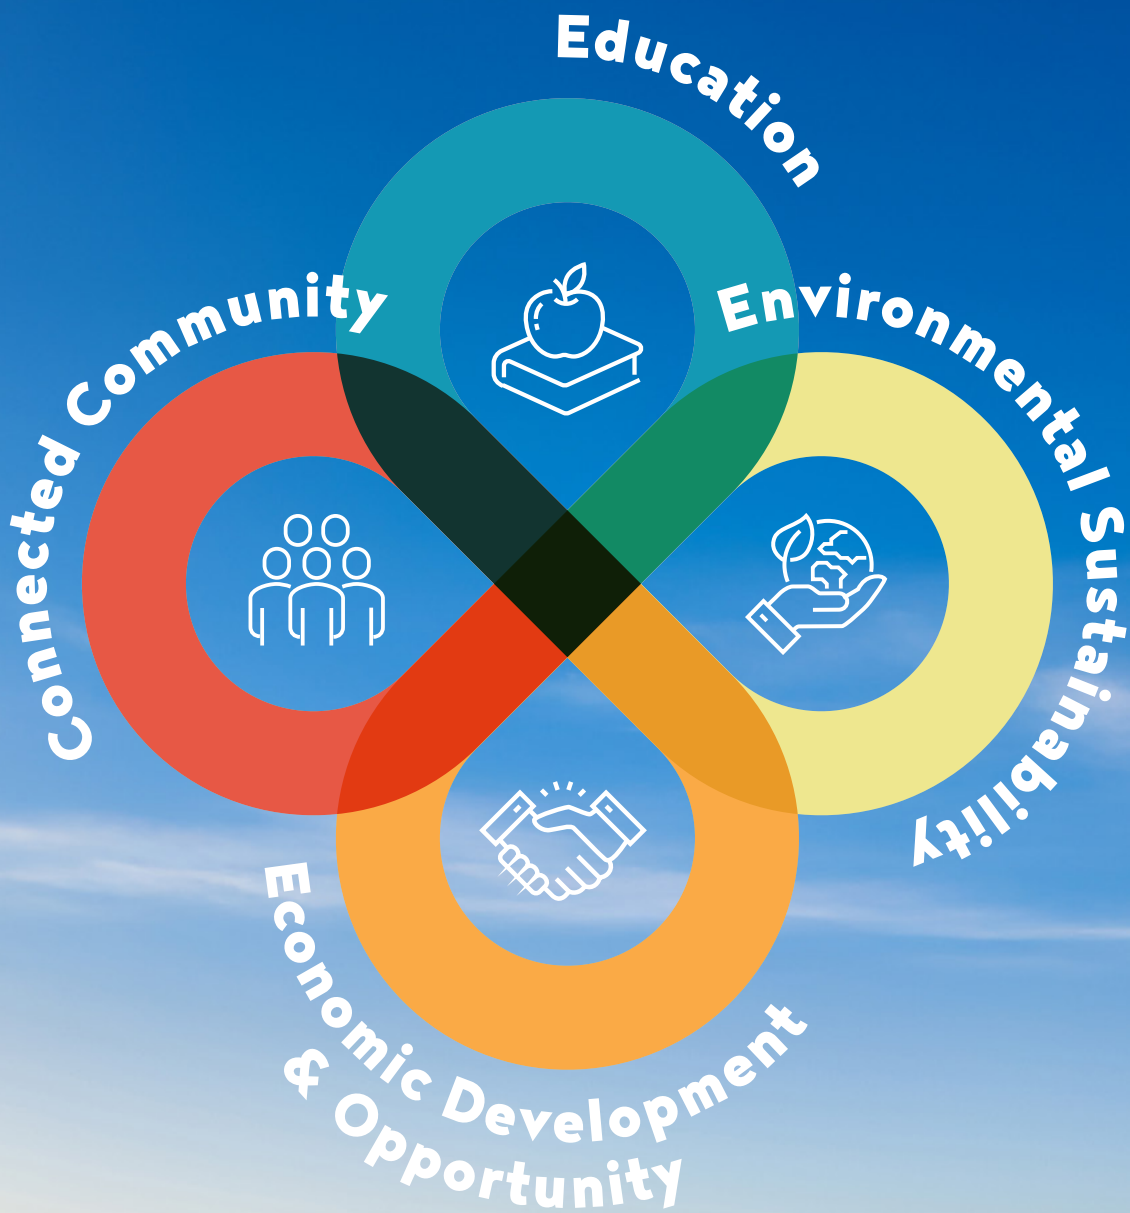 Education
Connected Community
Environmental Sustainability
Economic Development
& Opportunity